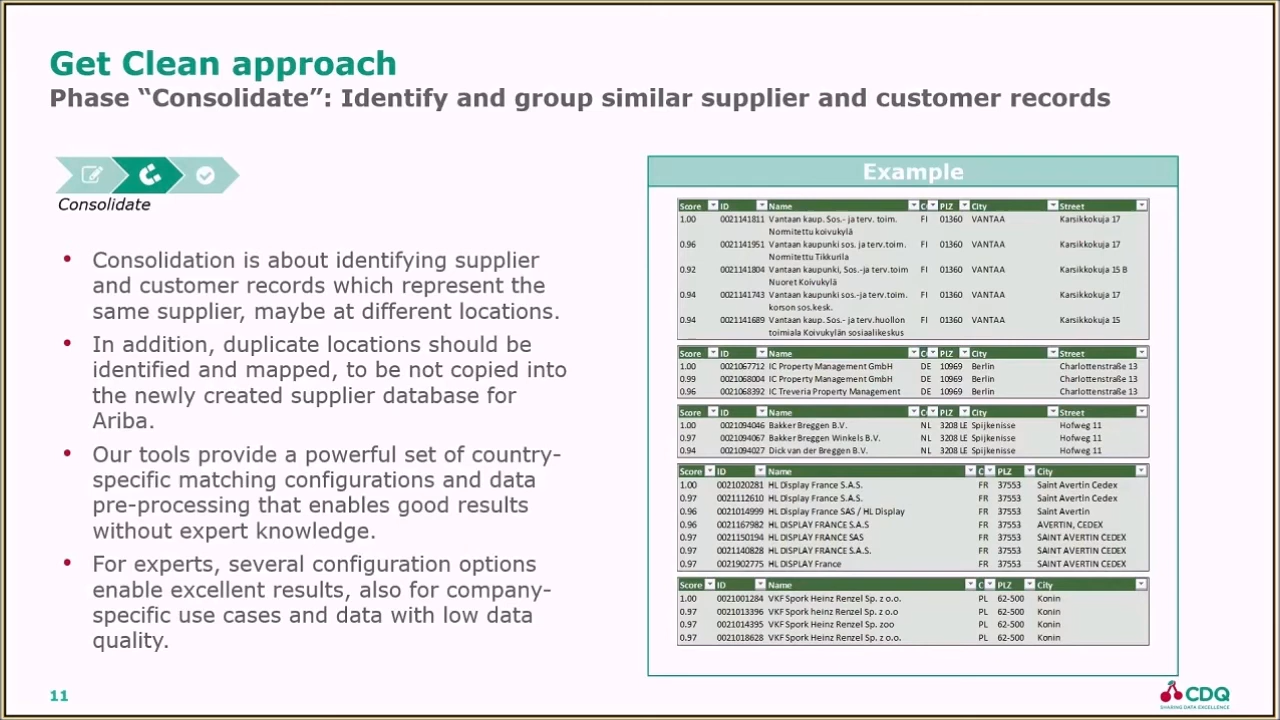 Get Clean approach
Phase “Consolidate”: Identify and group similar supplier and customer records
Consolidate
• Consolidation is about identifying supplier
and customer records which represent the
same supplier, maybe at different locations.
• In addition, duplicate locations should be
identified and mapped, to be not copied into
the newly created supplier database for
Ariba.
• Our tools provide a powerful set of country-
specific matching configurations and data
pre-processing that enables good results
without expert knowledge.
• For experts, several configuration options
enable excellent results, also for company-
specific use cases and data with low data
quality.
Example
Score ID Name C PLZ City Street
1.00 0021141811 Vantaan kaup. Sos.- ja terv. toim. FI 01360 VANTAA Karsikkokuja 17
Normitettu koivukylä
0.96 0021141951 Vantaan kaupunki sos. ja terv.toim. FI 01360 VANTAA Karsikkokuja 17
Normitettu Tikkurila
0.92 0021141804 Vantaan kaupunki, Sos.-ja terv.toim FI 01360 VANTAA Karsikkokuja 15 B
Nuoret Koivukylä
0.94 0021141743 Vantaan kaupunki sos.-ja terv.toim. FI 01360 VANTAA Karsikkokuja 17
korson sos.kesk.
0.94 0021141689 Vantaan kaup. Sos.- ja terv.huollon FI 01360 VANTAA Karsikkokuja 15
toimiala Koivukylän sosiaalikeskus
Score ID Name C PLZ City Street
1.00 0021067712 IC Property Management GmbH DE 10969 Berlin Charlottenstraße 13
0.99 0021068004 IC Property Management GmbH DE 10969 Berlin Charlottenstraße 13
0.96 0021068392 IC Treveria Property Management DE 10969 Berlin Charlottenstraße 13
Score ID Name C PLZ City Street
1.00 0021094046 Bakker Breggen B.V. NL 3208 LE Spijkenisse Hofweg 11
0.97 0021094067 Bakker Breggen Winkels B.V. NL 3208 LE Spijkenisse Hofweg 11
0.94 0021094027 Dick van der Breggen B.V. NL 3208 LE Spijkenisse Hofweg 11
Score ID Name C PLZ City
1.00 0021020281 HL Display France S.A.S. FR 37553 Saint Avertin Cedex
0.97 0021112610 HL Display France S.A.S. FR 37553 Saint Avertin Cedex
0.96 0021014999 HL Display France SAS / HL Display FR 37553 Saint Avertin
0.96 0021167982 HL DISPLAY FRANCE S.A.S FR 37553 AVERTIN, CEDEX
0.97 0021150194 HL DISPLAY FRANCE SAS FR 37553 SAINT AVERTIN CEDEX
0.97 0021140828 HL DISPLAY FRANCE S.A.S. FR 37553 SAINT AVERTIN CEDEX
0.97 0021902775 HL DISPLAY France FR 37553 SAINT AVERTIN CEDEX
Score ID Name C PLZ City
1.00 0021001284 VKF Spork Heinz Renzel Sp. z o.o. PL 62-500 Konin
0.97 0021013396 VKF Spork heinz Renzel Sp. z o.o PL 62-500 Konin
0.97 0021014395 VKF Spork Heinz Renzel Sp. zoo PL 62-500 Konin
0.97 0021018628 VKF Spork Heinz Renzel Sp. z o.o. PL 62-500 Konin
11
CDQ
SHARING DATA EXCELLENCE